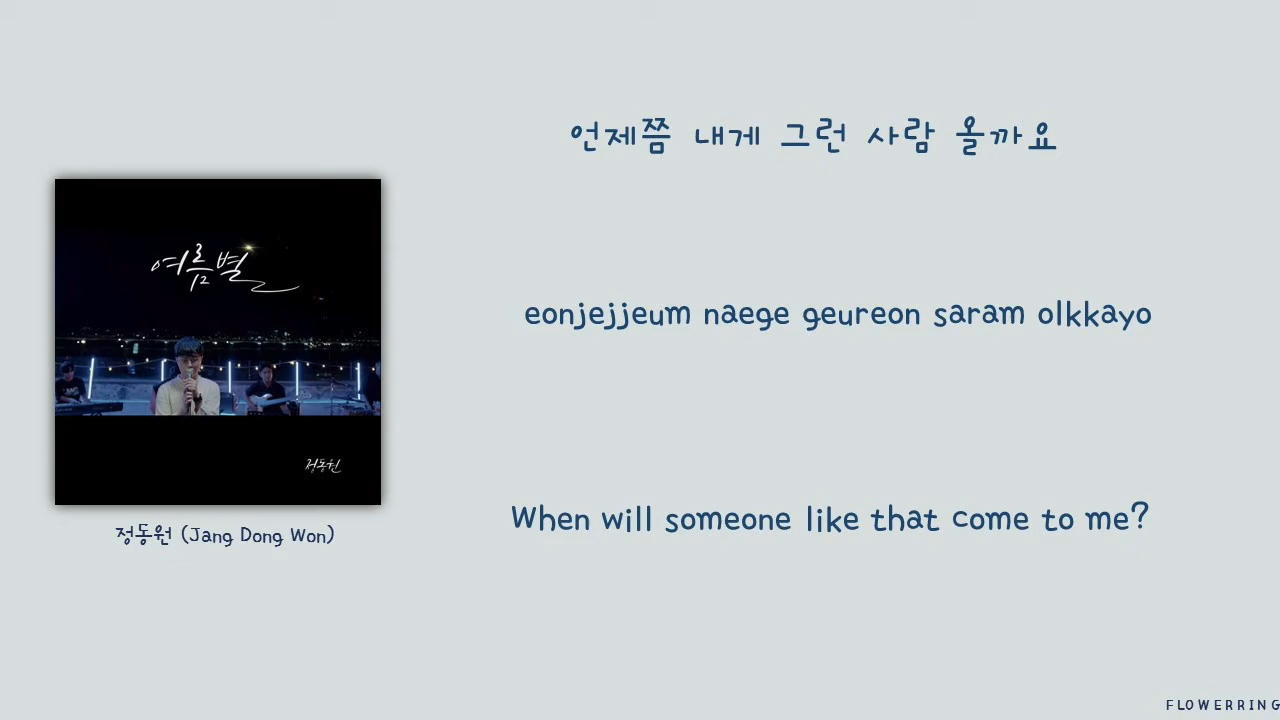 언제쯤 내게 그런 사람 올까요
여름별
eonjejjeum naege geureon saram olkkayo
정동원
When will someone like that come to me?
정동원 (Jang Dong Won)
FLOWERRING